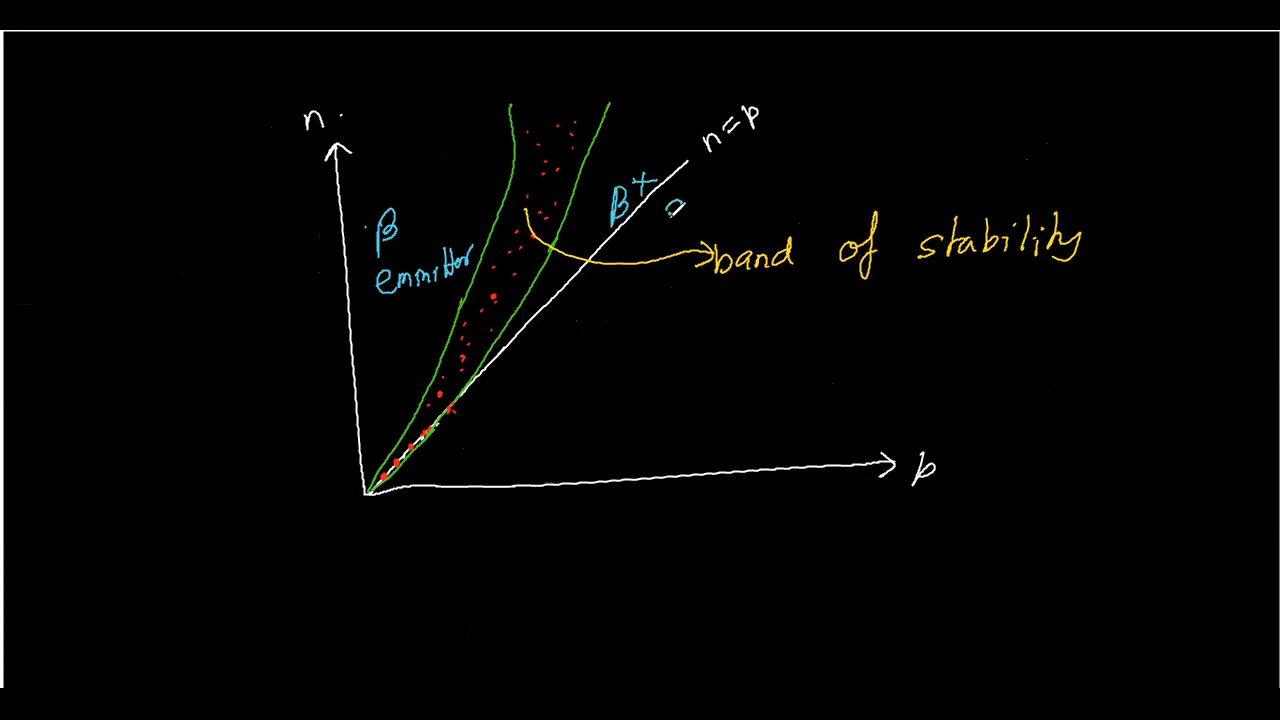 n
n=p
β+
β
emmitter
band of stability
p